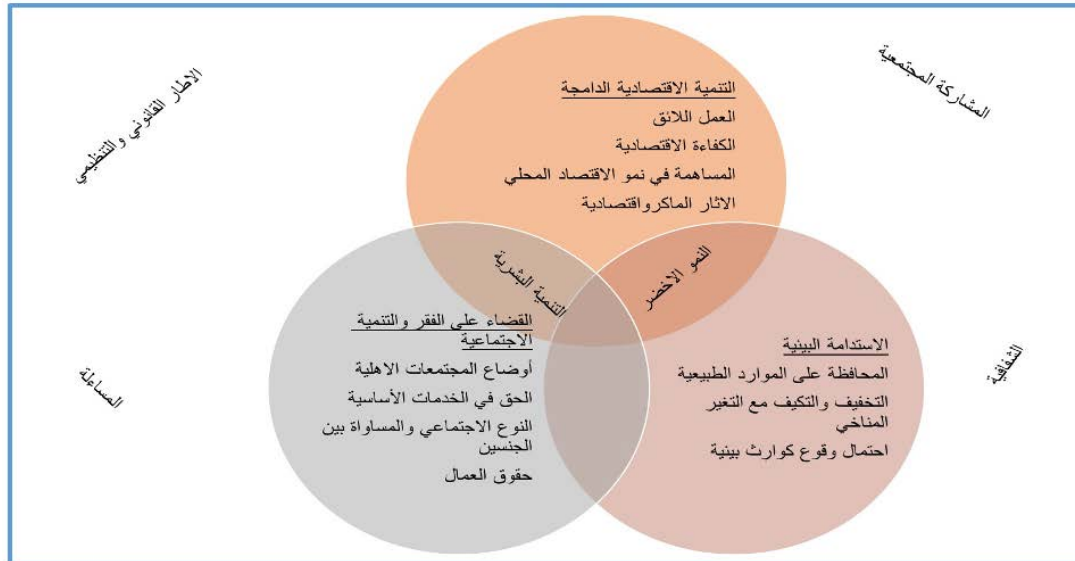 المشاركة المجتمعية
الاطار القانوني والتنظيمي
التنمية الاقتصادية الدامجة
العمل اللائق
الكفاءة الاقتصادية
المساهمة في نمو الاقتصاد المحلي
الاثار الماكرواقتصادية
النمو الاخضر
التنمية البشرية
الاستدامة البيئية
المحافظة على الموارد الطبيعية
التخفيف والتكيف مع التغير
المناخي
احتمال وقوع كوارث بيئية
القضاء على الفقر والتنمية
الاجتماعية
أوضاع المجتمعات الاهلية
الحق في الخدمات الأساسية
النوع الاجتماعي والمساواة بين
الجنسين
حقوق العمال
الشفافية
المساءلة